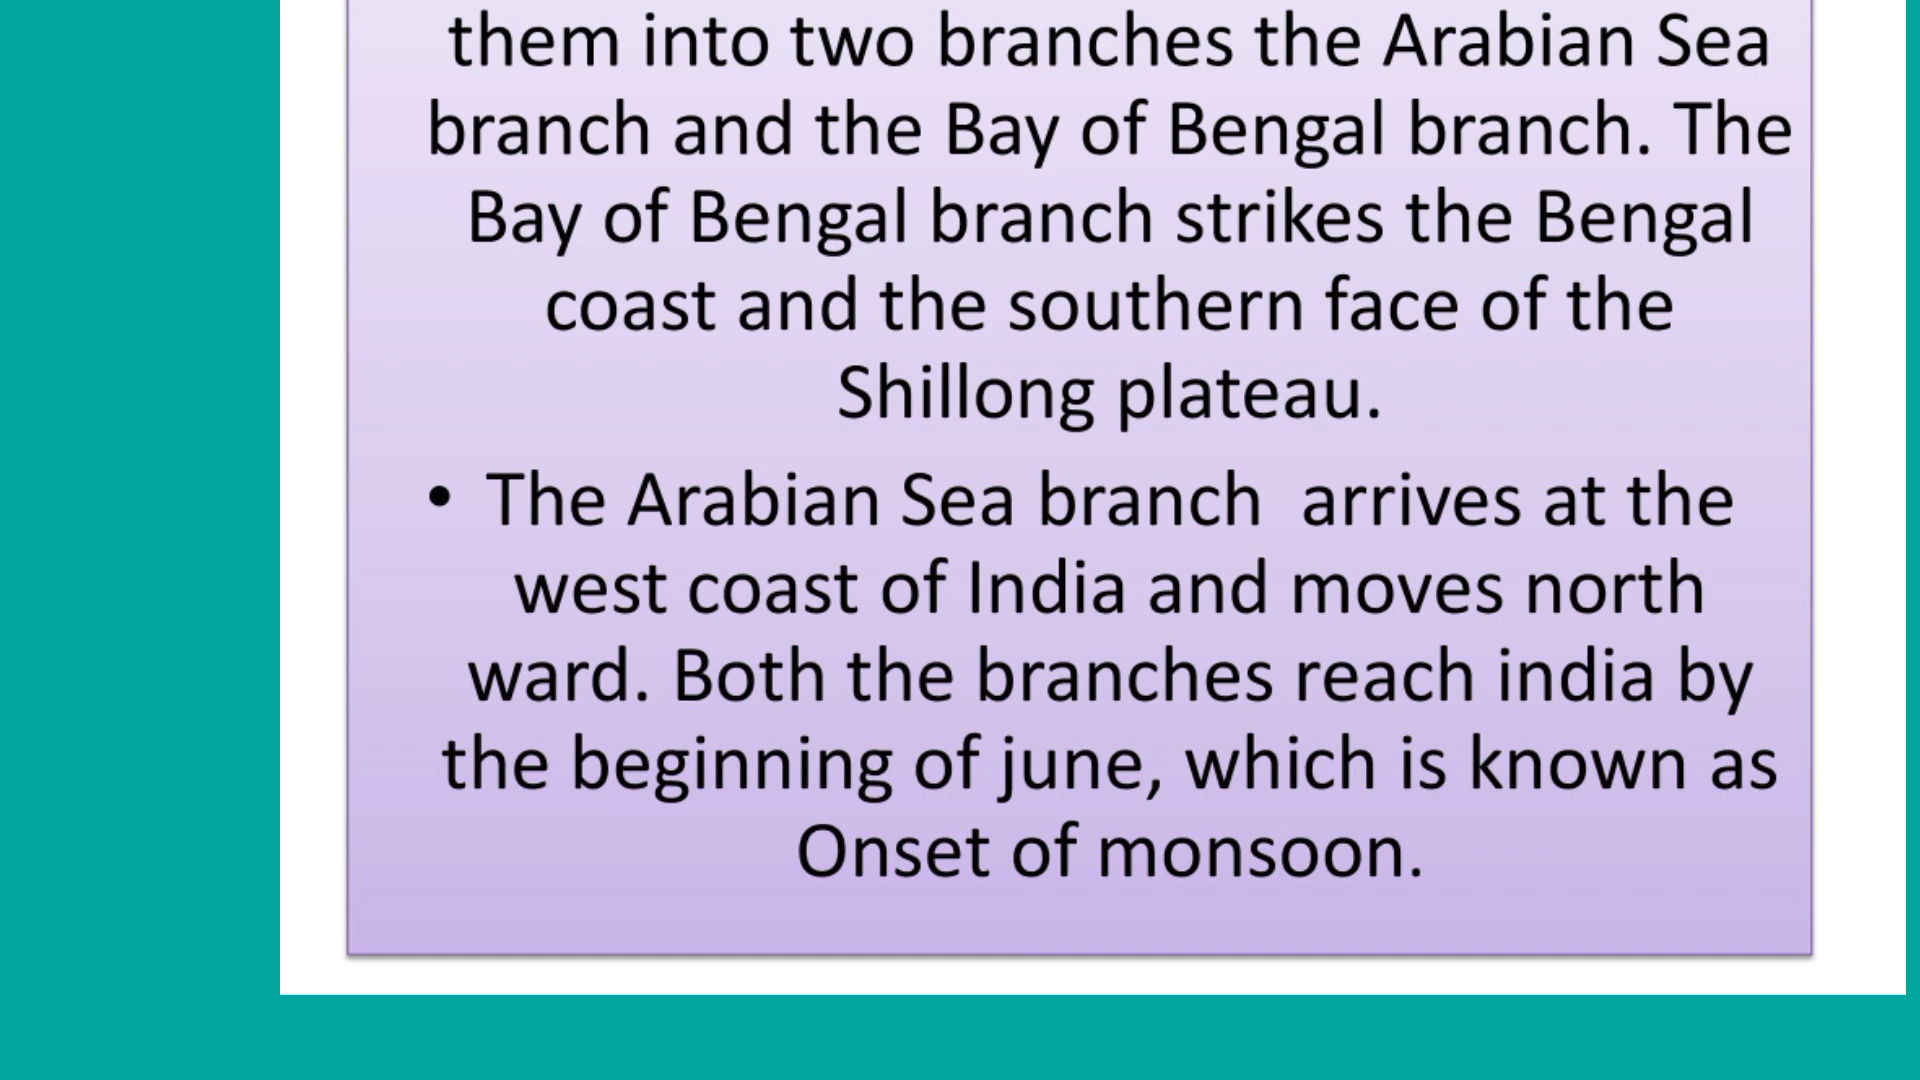 them into two branches the Arabian Sea
branch and the Bay of Bengal branch. The
Bay of Bengal branch strikes the Bengal
coast and the southern face of the
Shillong plateau.
• The Arabian Sea branch  arrives at the
west coast of India and moves north
ward. Both the branches reach india by
the beginning of june, which is known as
Onset of monsoon.